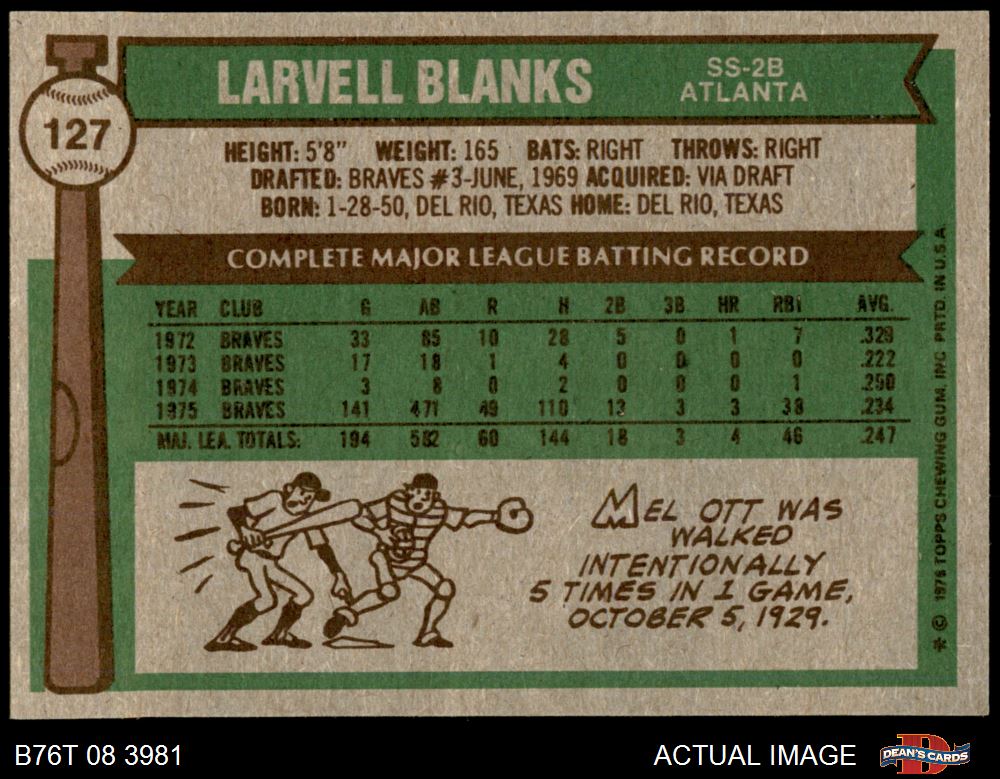 127
LARVELL BLANKS
SS-2B
ATLANTA
HEIGHT: 5'8" WEIGHT: 165 BATS: RIGHT THROWS: RIGHT
DRAFTED: BRAVES #3-JUNE, 1969 ACQUIRED: VIA DRAFT
BORN: 1-28-50, DEL RIO, TEXAS HOME: DEL RIO, TEXAS
COMPLETE MAJOR LEAGUE BATTING RECORD
YEAR CLUB G AB R H 2B 3B HR RBI AVG.
1972 BRAVES 33 85 10 28 5 0 1 7 .329
1973 BRAVES 17 18 1 4 0 0 0 0 .222
1974 BRAVES 3 8 0 2 0 0 0 1 .250
1975 BRAVES 141 471 49 110 13 3 3 38 .234
MAJ. LEA. TOTALS: 194 582 60 144 18 3 4 46 .247
MEL OTT WAS
WALKED
INTENTIONALLY
5 TIMES IN 1 GAME,
OCTOBER 5, 1929.
* © 1976 TOPPS CHEWING GUM, INC. PRTD. IN U.S.A.
B76T 08 3981
ACTUAL IMAGE
DEAN'S CARDS